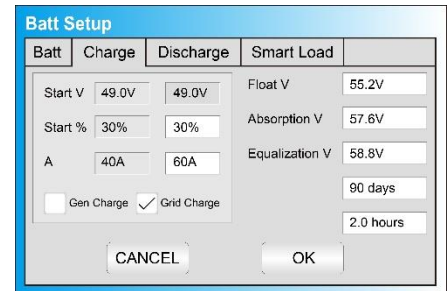 Batt Setup
Batt Charge Discharge Smart Load
Start V 49.0V 49.0V
Start % 30% 30%
A 40A 60A
Gen Charge Grid Charge
Float V 55.2V
Absorption V 57.6V
Equalization V 58.8V
90 days
2.0 hours
CANCEL OK